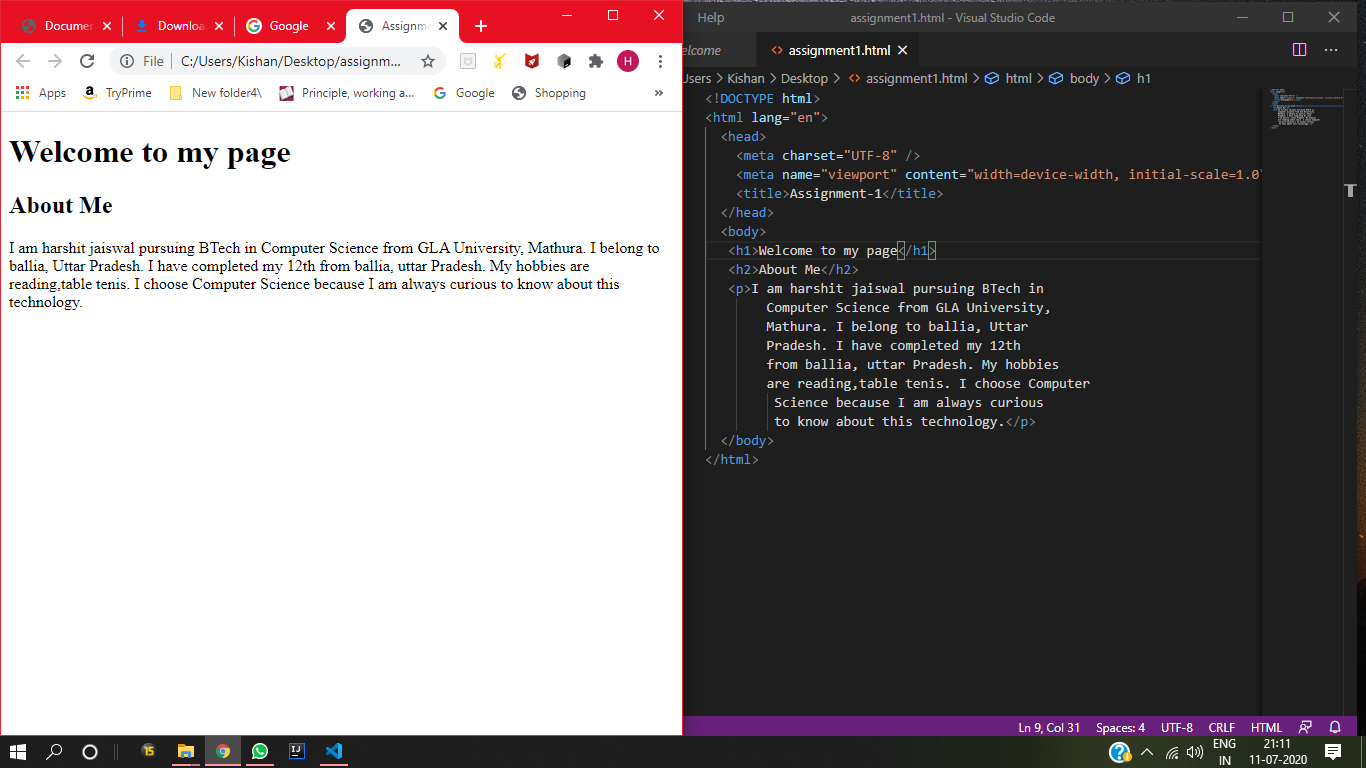 Documen
Downloa
Google
Assignm
File
C:/Users/Kishan/Desktop/assignm...
H
Apps
TryPrime
New folder4\
Principle, working a...
Google
Shopping
»
Welcome to my page
About Me
I am harshit jaiswal pursuing BTech in Computer Science from GLA University, Mathura. I belong to
ballia, Uttar Pradesh. I have completed my 12th from ballia, uttar Pradesh. My hobbies are
reading,table tenis. I choose Computer Science because I am always curious to know about this
technology.
Help
assignment1.html - Visual Studio Code
elcome
assignment1.html
Users > Kishan > Desktop > assignment1.html > html > body > h1
<!DOCTYPE html>
<html lang="en">
<head>
<meta charset="UTF-8" />
<meta name="viewport" content="width=device-width, initial-scale=1.0"
<title>Assignment-1</title>
</head>
<body>
<h1>Welcome to my page</h1>
<h2>About Me</h2>
<p>I am harshit jaiswal pursuing BTech in
Computer Science from GLA University,
Mathura. I belong to ballia, Uttar
Pradesh. I have completed my 12th
from ballia, uttar Pradesh. My hobbies
are reading,table tenis. I choose Computer
Science because I am always curious
to know about this technology.</p>
</body>
</html>
Ln 9, Col 31
Spaces: 4
UTF-8
CRLF
HTML
15
IJ
ENG
IN
21:11
11-07-2020